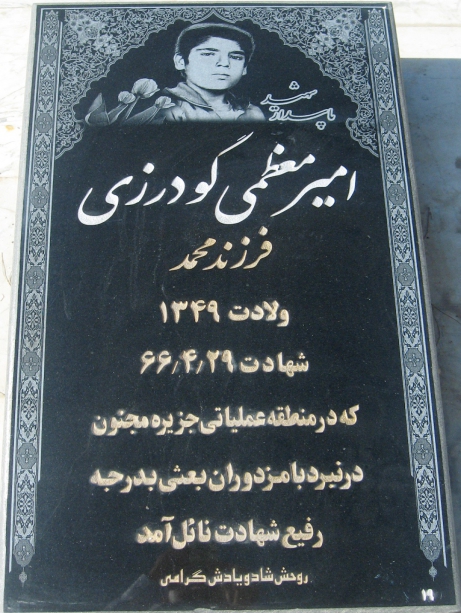 شهید
پاسدار
امیر معظمی گودرزی
فرزند محمد
ولادت ۱۳۴۹
شهادت ۶۶٫۴٫۲۹
که در منطقه عملیاتی جزیره مجنون
در نبرد با مزدوران بعثی بدرجه
رفیع شهادت نائل آمد
روحش شاد و یادش گرامی
۱۹